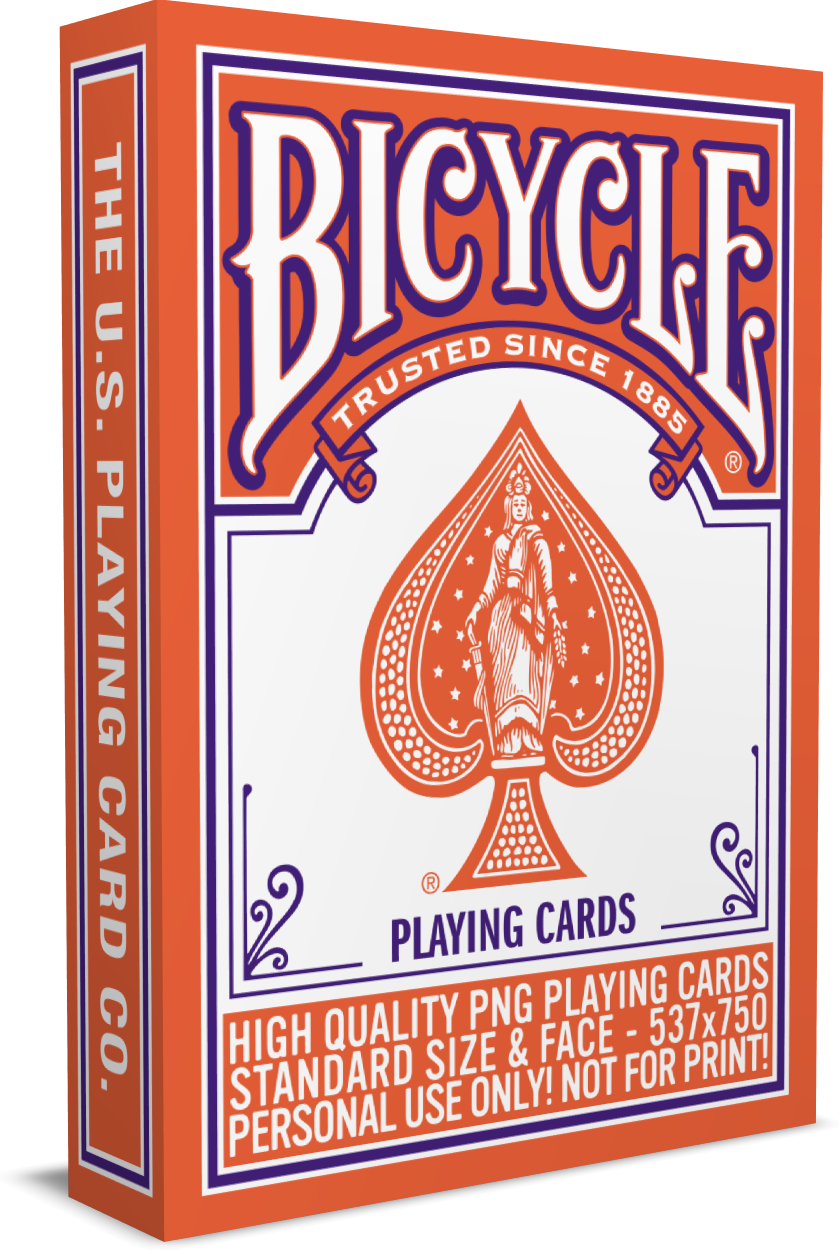 THE U.S. PLAYING CARD CO.
BICYCLE
TRUSTED SINCE 1885
®
®
PLAYING CARDS
HIGH QUALITY PNG PLAYING CARDS
STANDARD SIZE & FACE - 537x750
PERSONAL USE ONLY! NOT FOR PRINT!